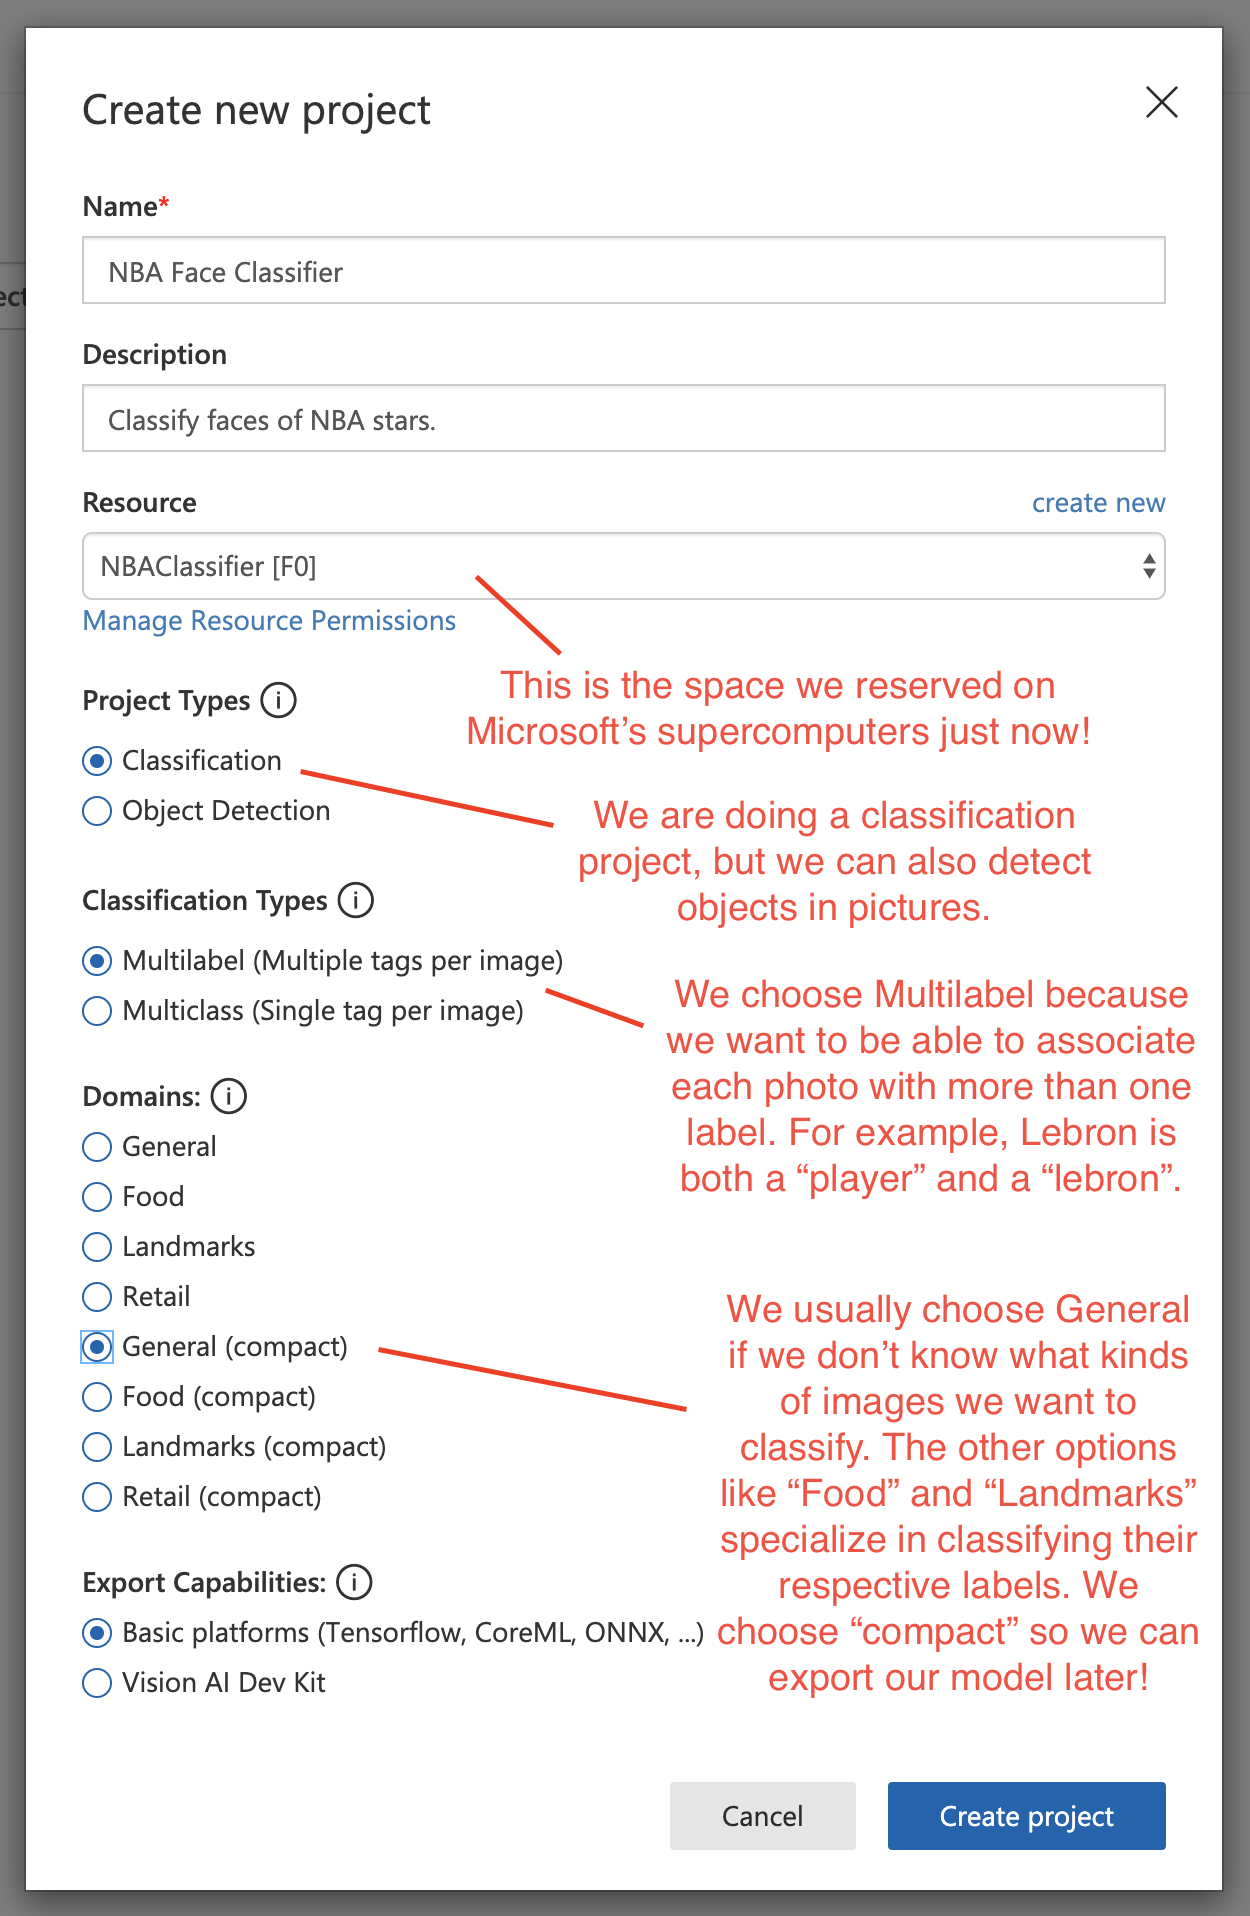 Create new project
Name*
NBA Face Classifier
Description
Classify faces of NBA stars.
Resource
create new
NBAClassifier [F0]
Manage Resource Permissions
This is the space we reserved on
Microsoft’s supercomputers just now!
Project Types
Classification
Object Detection
We are doing a classification
project, but we can also detect
objects in pictures.
Classification Types
Multilabel (Multiple tags per image)
Multiclass (Single tag per image)
We choose Multilabel because
we want to be able to associate
each photo with more than one
label. For example, Lebron is
both a “player” and a “lebron”.
Domains:
General
Food
Landmarks
Retail
General (compact)
Food (compact)
Landmarks (compact)
Retail (compact)
We usually choose General
if we don’t know what kinds
of images we want to
classify. The other options
like “Food” and “Landmarks”
specialize in classifying their
respective labels. We
choose “compact” so we can
export our model later!
Export Capabilities:
Basic platforms (Tensorflow, CoreML, ONNX, ...)
Vision AI Dev Kit
Cancel
Create project